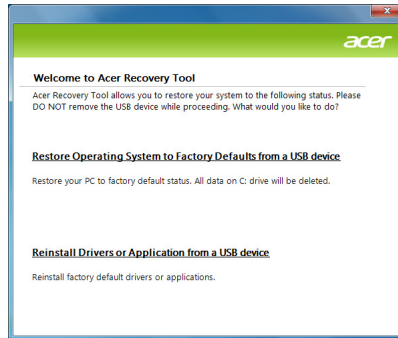 acer
Welcome to Acer Recovery Tool
Acer Recovery Tool allows you to restore your system to the following status. Please
DO NOT remove the USB device while proceeding. What would you like to do?
Restore Operating System to Factory Defaults from a USB device
Restore your PC to factory default status. All data on C: drive will be deleted.
Reinstall Drivers or Application from a USB device
Reinstall factory default drivers or applications.